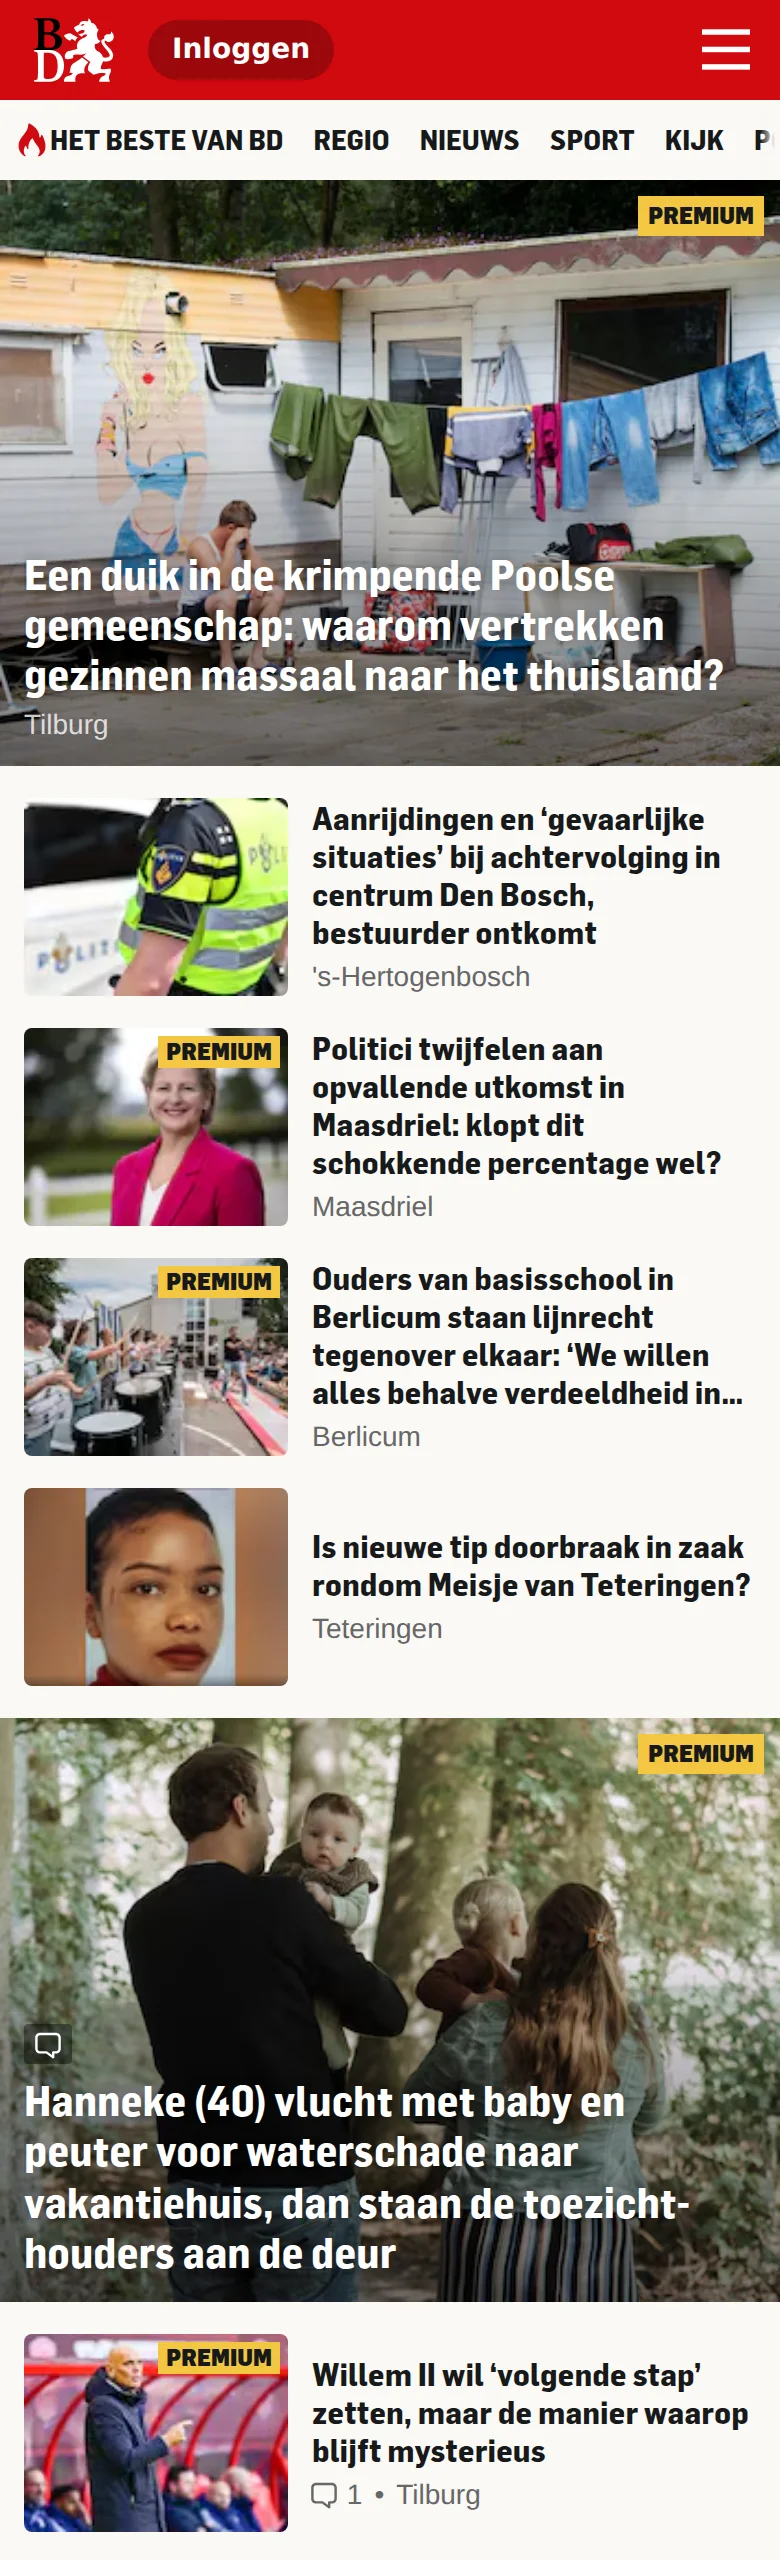 BD
Inloggen
HET BESTE VAN BD REGIO NIEUWS SPORT KIJK
PREMIUM
Een duik in de krimpende Poolse
gemeenschap: waarom vertrekken
gezinnen massaal naar het thuisland?
Tilburg
POLITIE
Aanrijdingen en ‘gevaarlijke
situaties’ bij achtervolging in
centrum Den Bosch,
bestuurder ontkomt
's-Hertogenbosch
PREMIUM
Politici twijfelen aan
opvallende utkomst in
Maasdriel: klopt dit
schokkende percentage wel?
Maasdriel
PREMIUM
Ouders van basisschool in
Berlicum staan lijnrecht
tegenover elkaar: ‘We willen
alles behalve verdeeldheid in...
Berlicum
Is nieuwe tip doorbraak in zaak
rondom Meisje van Teteringen?
Teteringen
PREMIUM
Hanneke (40) vlucht met baby en
peuter voor waterschade naar
vakantiehuis, dan staan de toezicht-
houders aan de deur
PREMIUM
Willem II wil ‘volgende stap’
zetten, maar de manier waarop
blijft mysterieus
1 • Tilburg